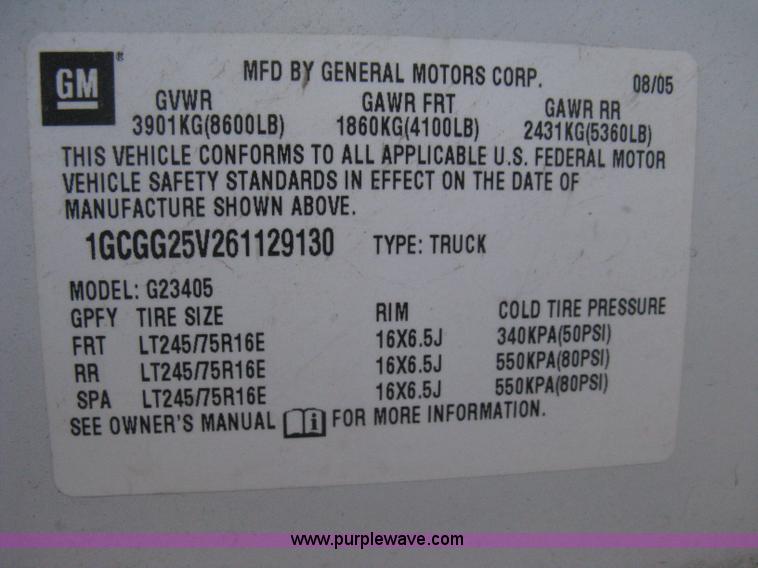 GM®
MFD BY GENERAL MOTORS CORP. 08/05
GVWR GAWR FRT GAWR RR
3901KG(8600LB) 1860KG(4100LB) 2431KG(5360LB)
THIS VEHICLE CONFORMS TO ALL APPLICABLE U.S. FEDERAL MOTOR
VEHICLE SAFETY STANDARDS IN EFFECT ON THE DATE OF
MANUFACTURE SHOWN ABOVE.
1GCGG25V261129130 TYPE: TRUCK
MODEL: G23405
GPFY TIRE SIZE RIM COLD TIRE PRESSURE
FRT LT245/75R16E 16X6.5J 340KPA(50PSI)
RR LT245/75R16E 16X6.5J 550KPA(80PSI)
SPA LT245/75R16E 16X6.5J 550KPA(80PSI)
SEE OWNER'S MANUAL i FOR MORE INFORMATION.
www.purplewave.com